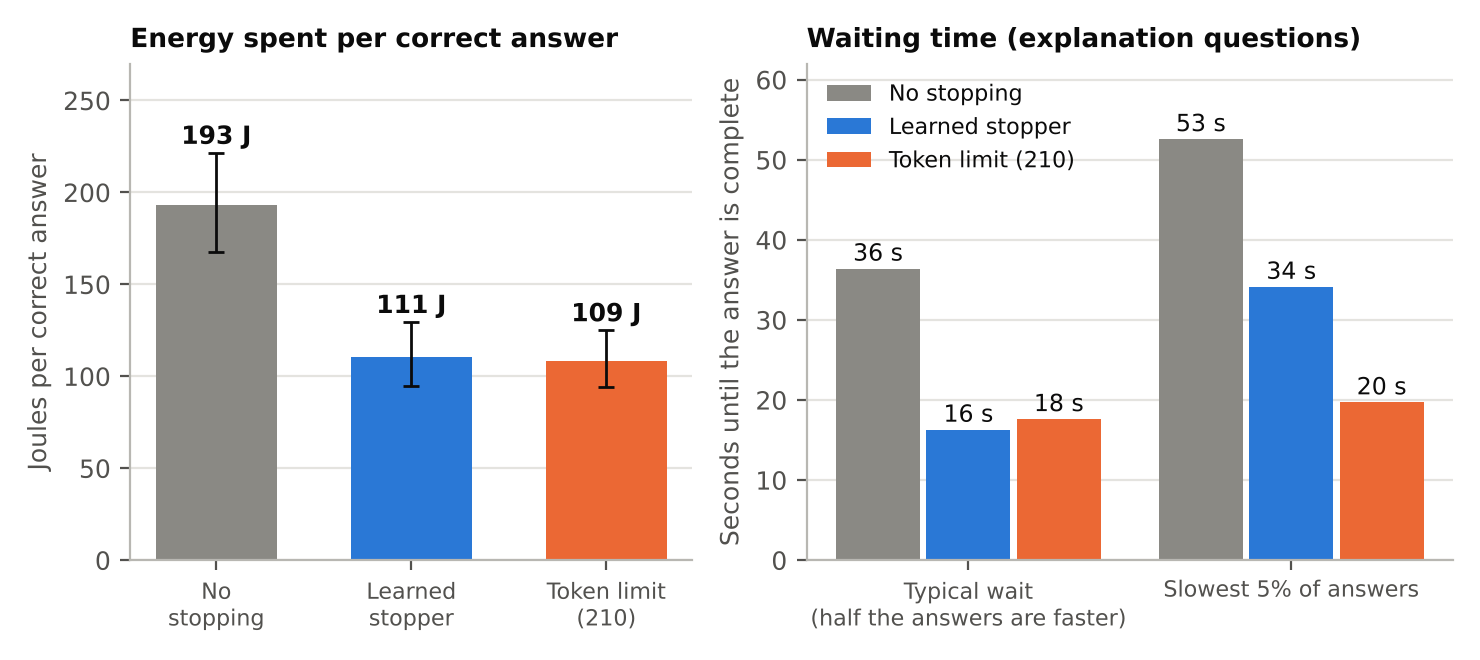 Energy spent per correct answer
Joules per correct answer
250
200
150
100
50
0
193 J
111 J
109 J
No
stopping
Learned
stopper
Token limit
(210)
Waiting time (explanation questions)
Seconds until the answer is complete
60
50
40
30
20
10
0
No stopping
Learned stopper
Token limit (210)
36 s
16 s
18 s
53 s
34 s
20 s
Typical wait
(half the answers are faster)
Slowest 5% of answers